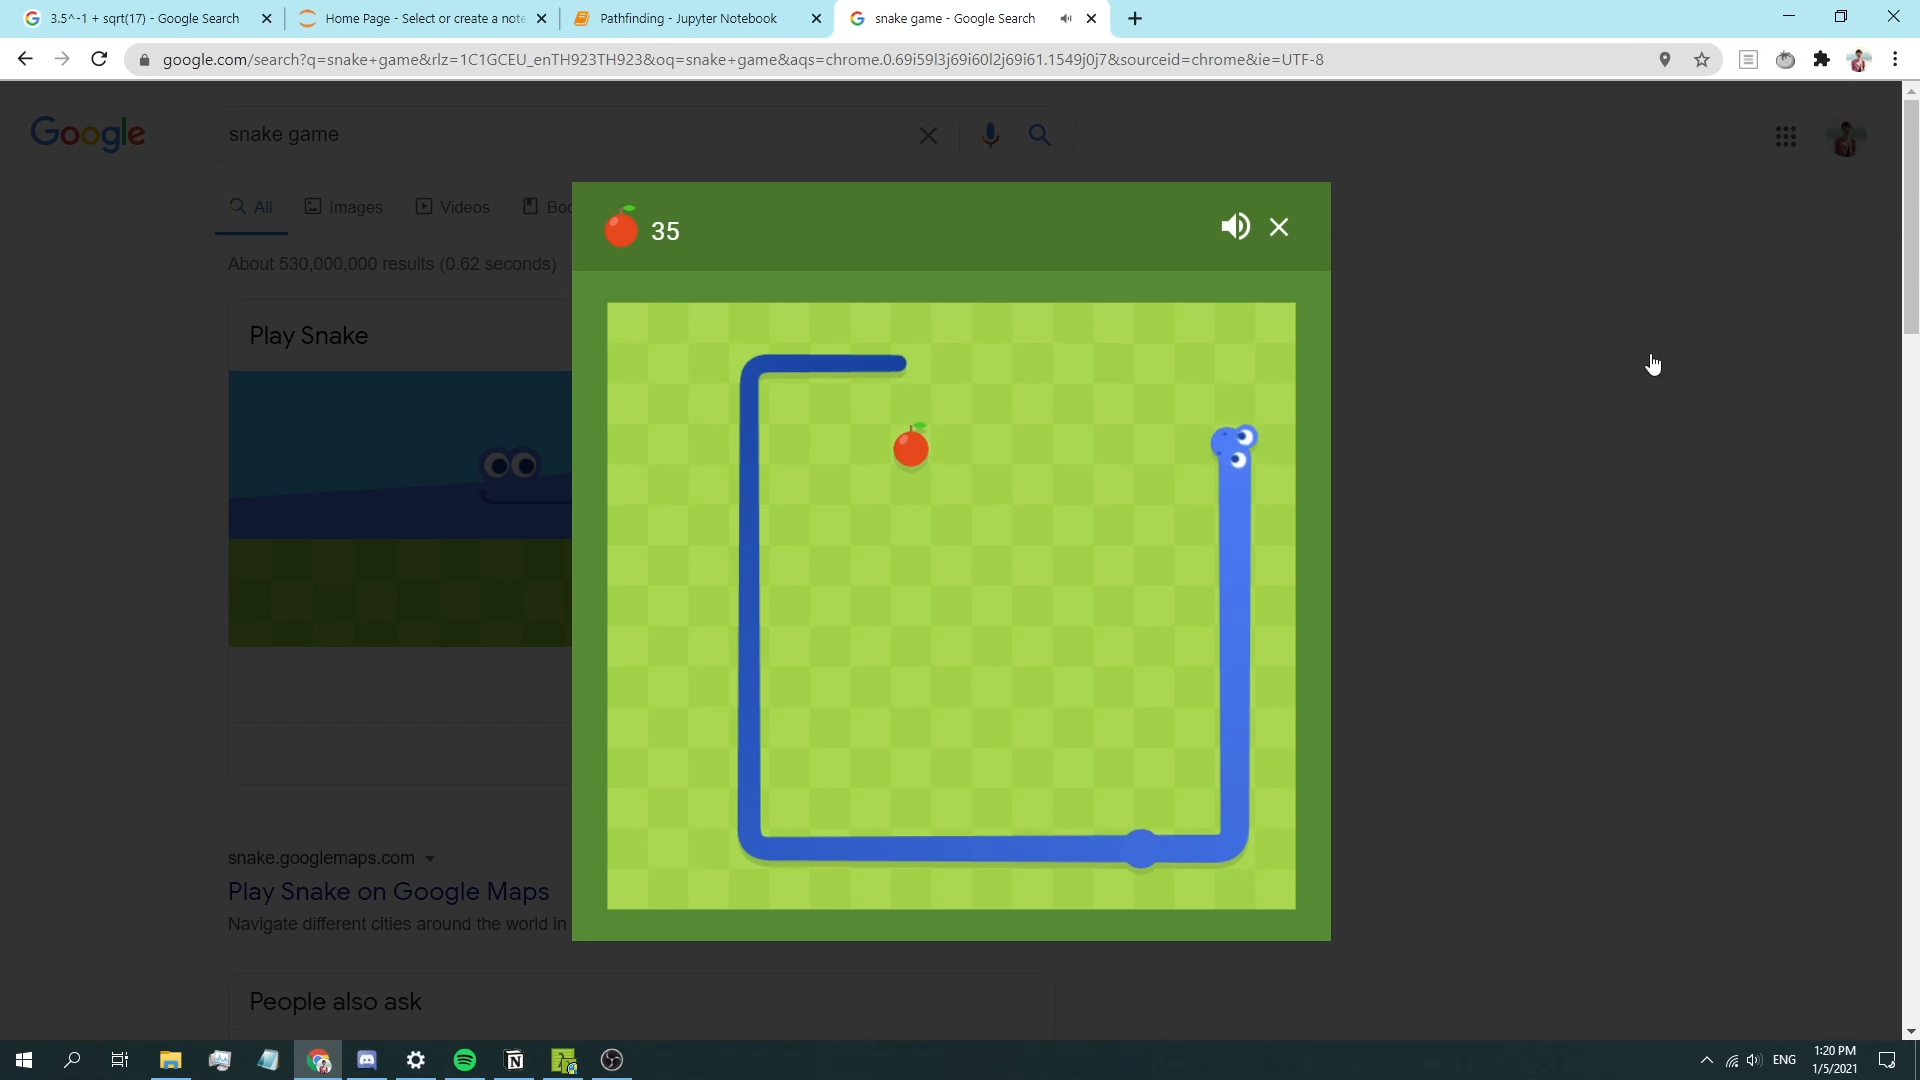 3.5^-1 + sqrt(17) - Google Search
Home Page - Select or create a note
Pathfinding - Jupyter Notebook
snake game - Google Search
google.com/search?q=snake+game&rlz=1C1GCEU_enTH923TH923&oq=snake+game&aqs=chrome.0.69i59l3j69i60l2j69i61.1549j0j7&sourceid=chrome&ie=UTF-8
Google
snake game
All
Images
Videos
Boo
About 530,000,000 results (0.62 seconds)
35
Play Snake
snake.googlemaps.com
Play Snake on Google Maps
Navigate different cities around the world in
People also ask
ENG
1:20 PM
1/5/2021